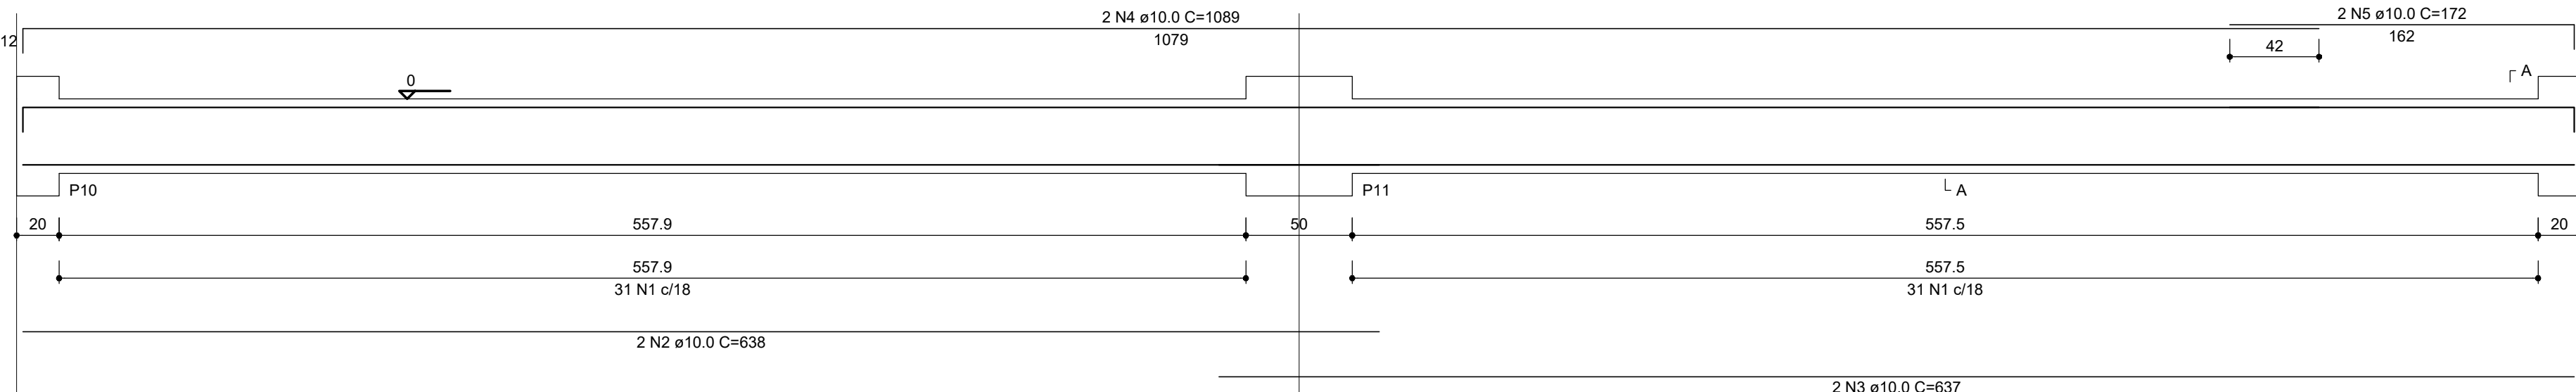 2 N4 ø10.0 C=1089
2 N5 ø10.0 C=172
12
1079
162
42
0
A
P10
P11
A
20
557.9
50
557.5
20
557.9
557.5
31 N1 c/18
31 N1 c/18
2 N2 ø10.0 C=638
2 N3 ø10.0 C=637